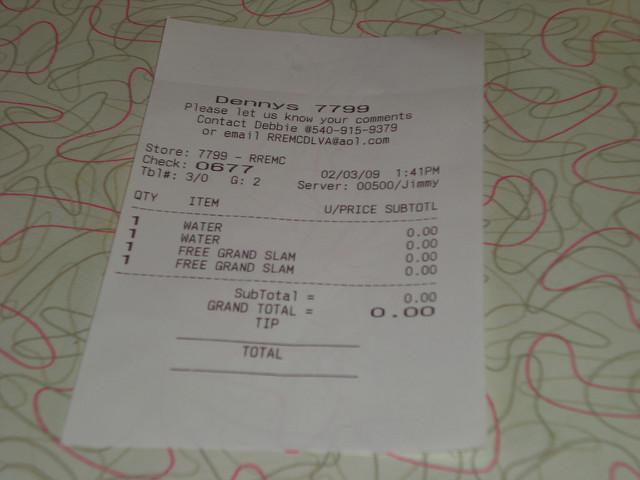 Dennys 7799
Please let us know your comments
Contact Debbie @540-915-9379
or email RREMCDLVA@aol.com
Store: 7799 - RREMC
Check: 0677 02/03/09 1:41PM
Tbl#: 3/0 G: 2 Server: 00500/Jimmy
QTY ITEM U/PRICE SUBTOTL
1 WATER 0.00
1 WATER 0.00
1 FREE GRAND SLAM 0.00
1 FREE GRAND SLAM 0.00
SubTotal = 0.00
GRAND TOTAL = 0.00
TIP
TOTAL